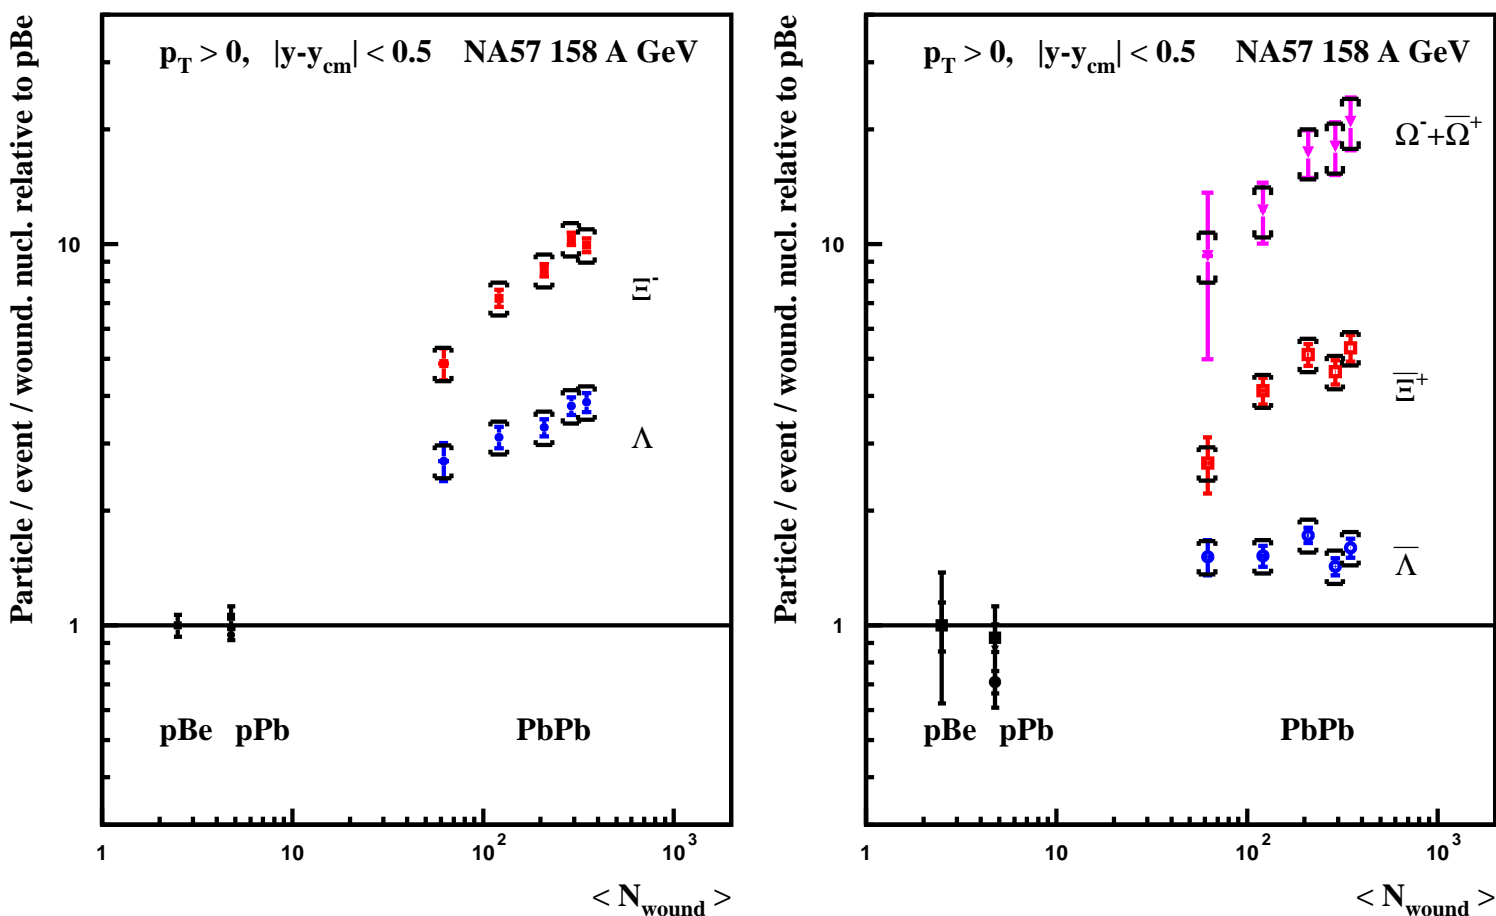 Particle / event / wound. nucl. relative to pBe
p_T > 0, |y-y_cm| < 0.5 NA57 158 A GeV
10
1
Ξ⁻
Λ
pBe pPb PbPb
1 10 10² 10³
< N_wound >
Particle / event / wound. nucl. relative to pBe
p_T > 0, |y-y_cm| < 0.5 NA57 158 A GeV
10
1
Ω⁻+Ω̅⁺
Ξ̅⁺
Λ̅
pBe pPb PbPb
1 10 10² 10³
< N_wound >